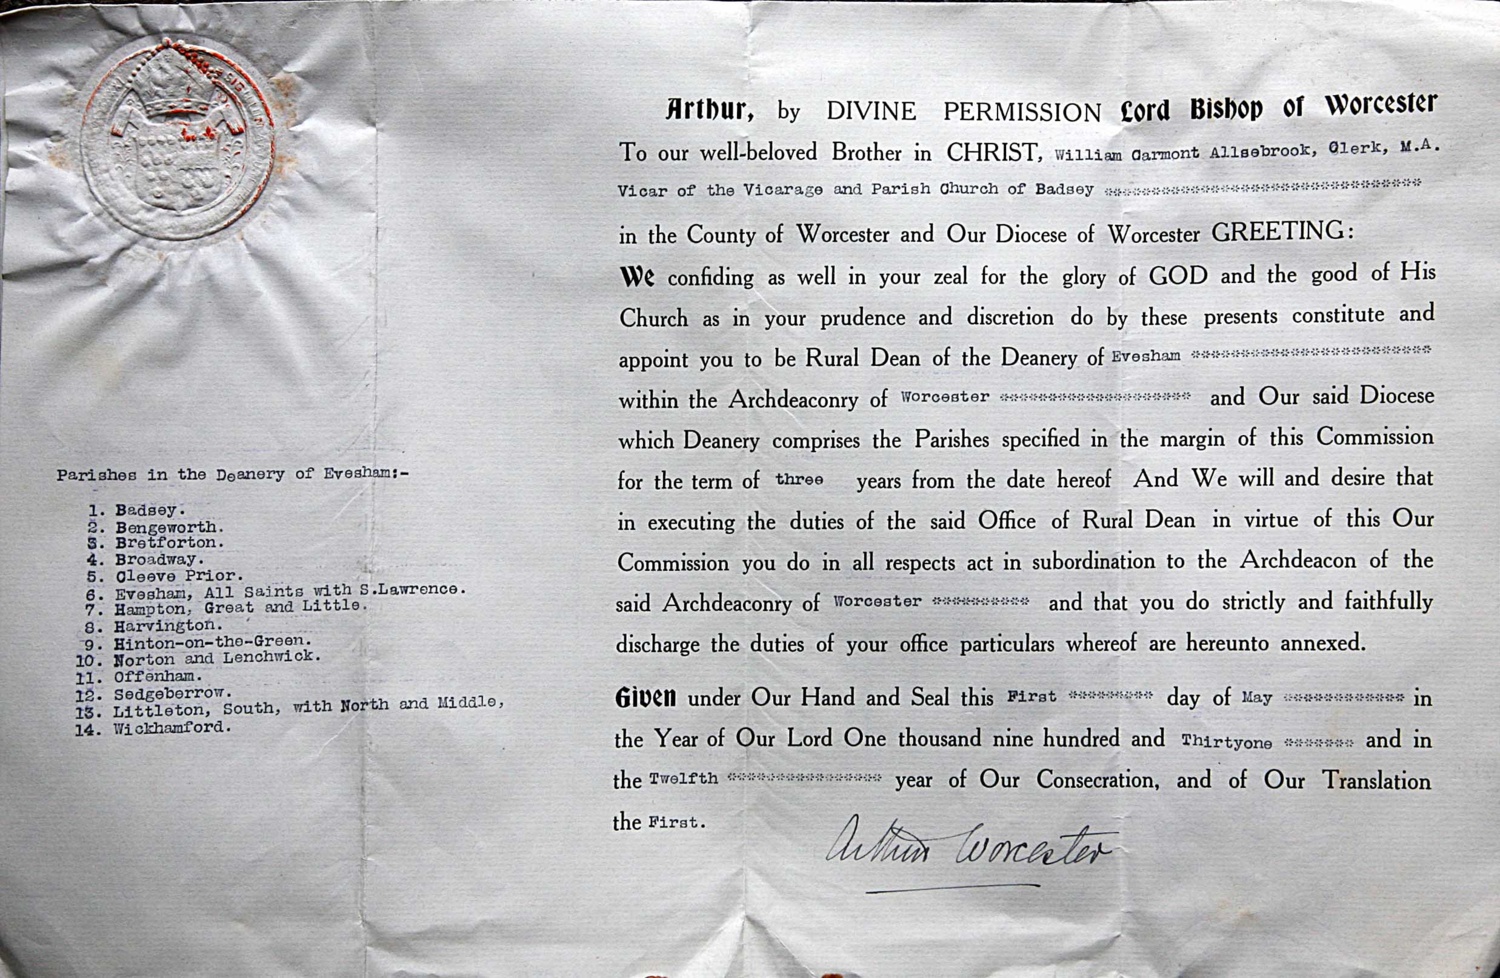 Arthur, by DIVINE PERMISSION Lord Bishop of Worcester
To our well-beloved Brother in CHRIST, William Carmont Allsebrook, Clerk, M.A.
Vicar of the Vicarage and Parish Church of Badsey
in the County of Worcester and Our Diocese of Worcester GREETING:
We confiding as well in your zeal for the glory of GOD and the good of His
Church as in your prudence and discretion do by these presents constitute and
appoint you to be Rural Dean of the Deanery of Evesham
within the Archdeaconry of Worcester and Our said Diocese
which Deanery comprises the Parishes specified in the margin of this Commission
for the term of three years from the date hereof And We will and desire that
in executing the duties of the said Office of Rural Dean in virtue of this Our
Commission you do in all respects act in subordination to the Archdeacon of the
said Archdeaconry of Worcester and that you do strictly and faithfully
discharge the duties of your office particulars whereof are hereunto annexed.
Given under Our Hand and Seal this First day of May in
the Year of Our Lord One thousand nine hundred and Thirtyone and in
the Twelfth year of Our Consecration, and of Our Translation
the First.
Arthur Worcester
Parishes in the Deanery of Evesham:-
1. Badsey.
2. Bengeworth.
3. Bretforton.
4. Broadway.
5. Cleeve Prior.
6. Evesham, All Saints with S.Lawrence.
7. Hampton, Great and Little.
8. Harvington.
9. Hinton-on-the-Green.
10. Norton and Lenchwick.
11. Offenham.
12. Sedgeberrow.
13. Littleton, South, with North and Middle,
14. Wickhamford.